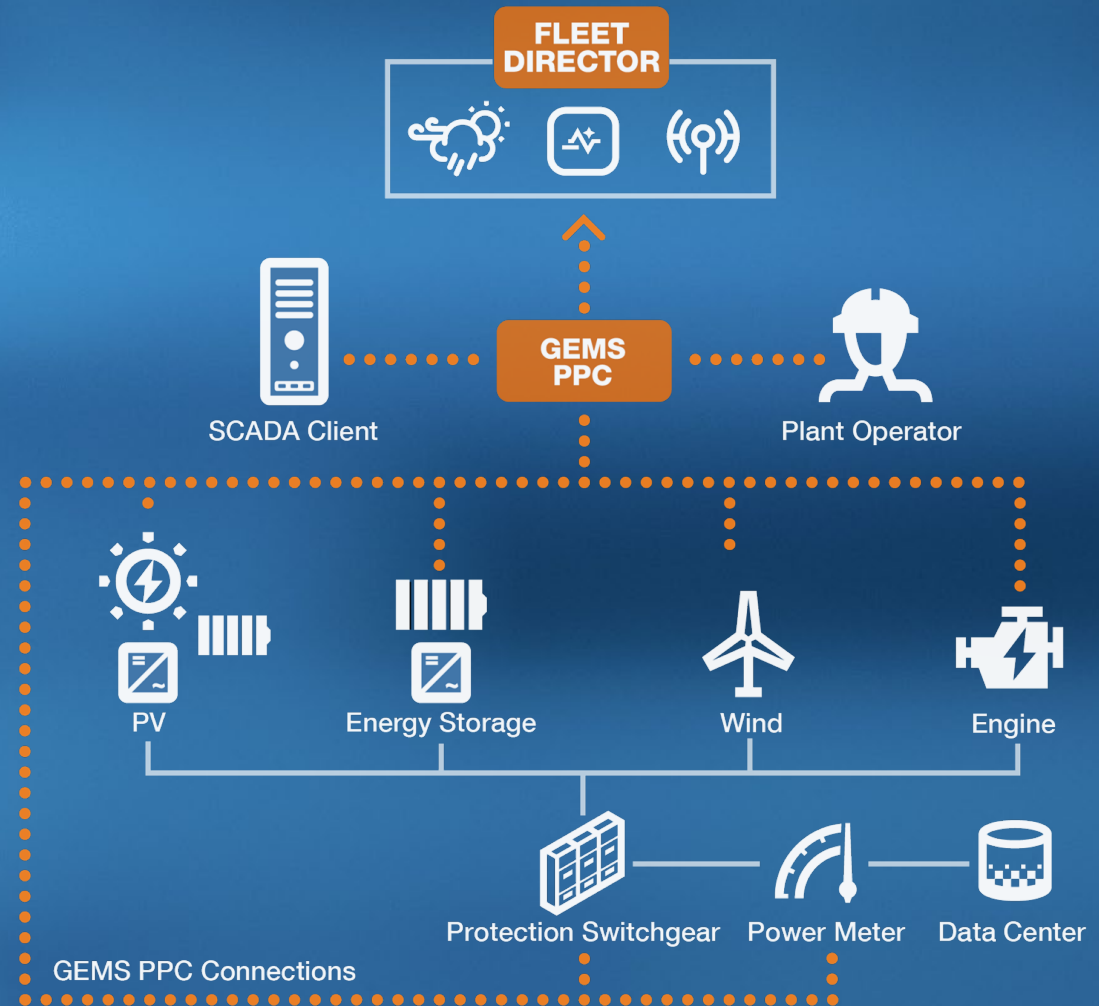 FLEET
DIRECTOR
GEMS
PPC
SCADA Client
Plant Operator
PV
Energy Storage
Wind
Engine
Protection Switchgear
Power Meter
Data Center
GEMS PPC Connections